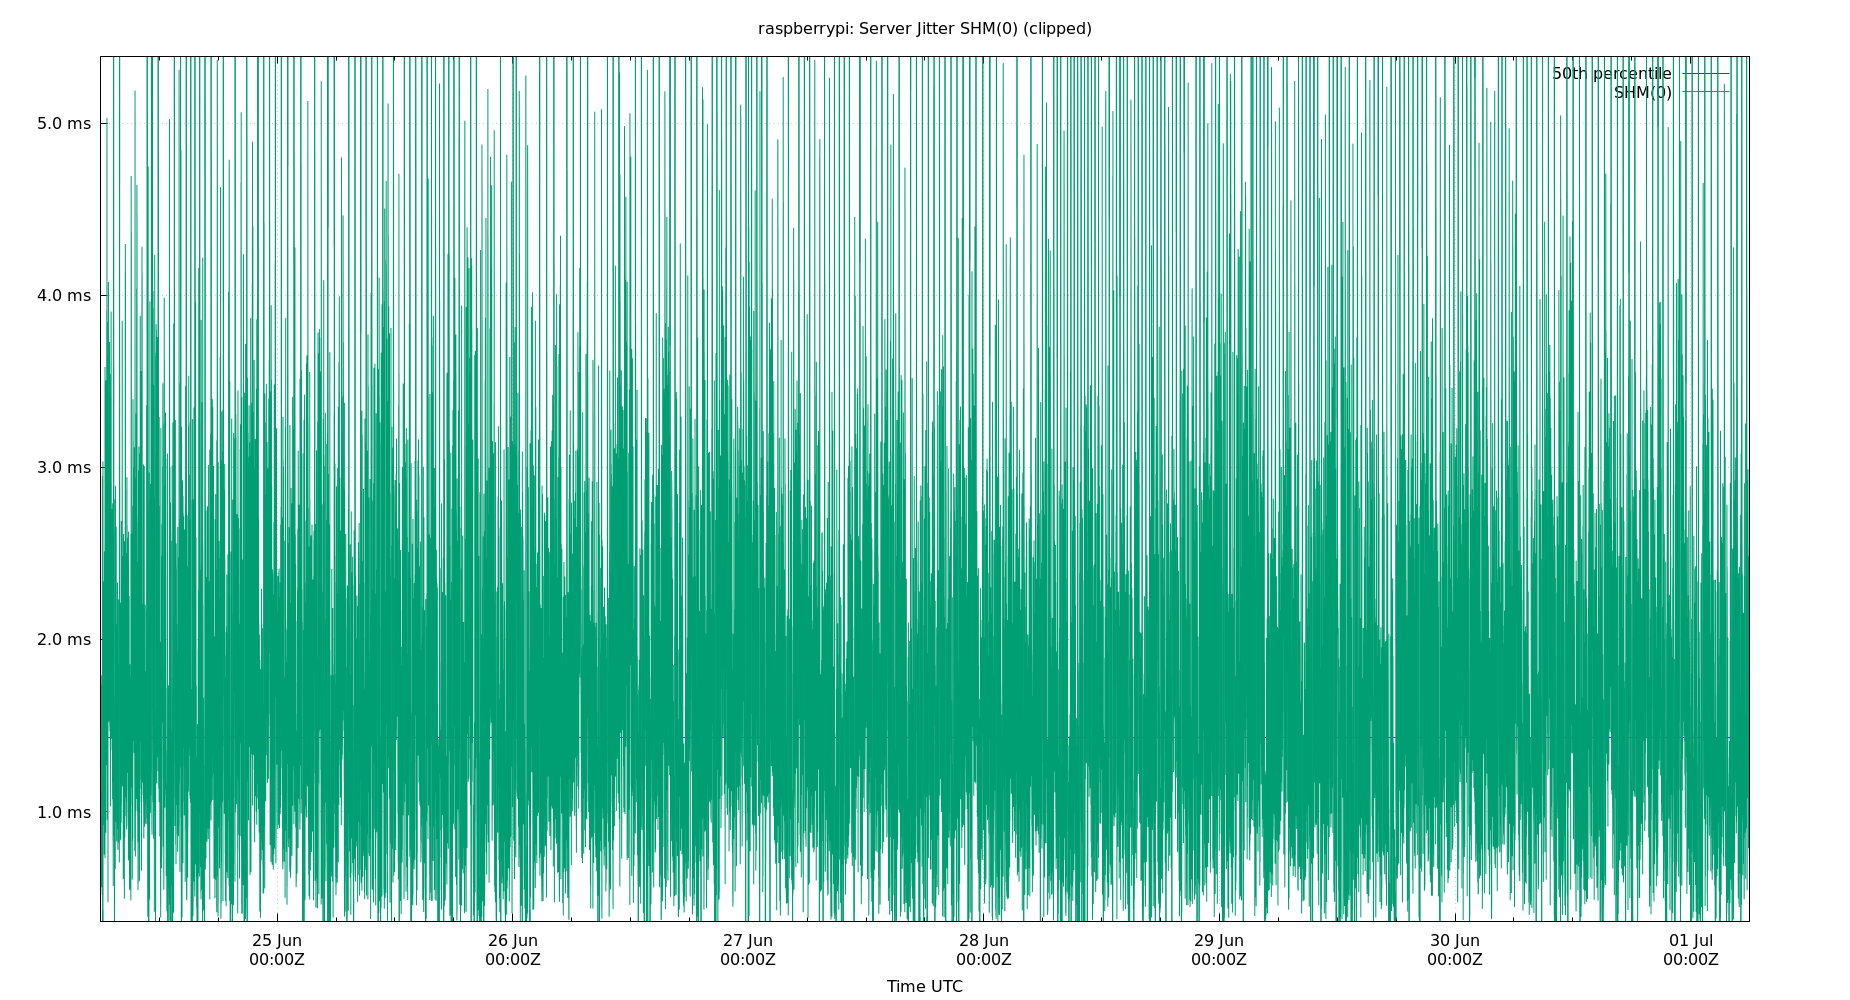 raspberrypi: Server Jitter SHM(0) (clipped)
50th percentile
SHM(0)
5.0 ms
4.0 ms
3.0 ms
2.0 ms
1.0 ms
25 Jun 26 Jun 27 Jun 28 Jun 29 Jun 30 Jun 01 Jul
00:00Z 00:00Z 00:00Z 00:00Z 00:00Z 00:00Z 00:00Z
Time UTC